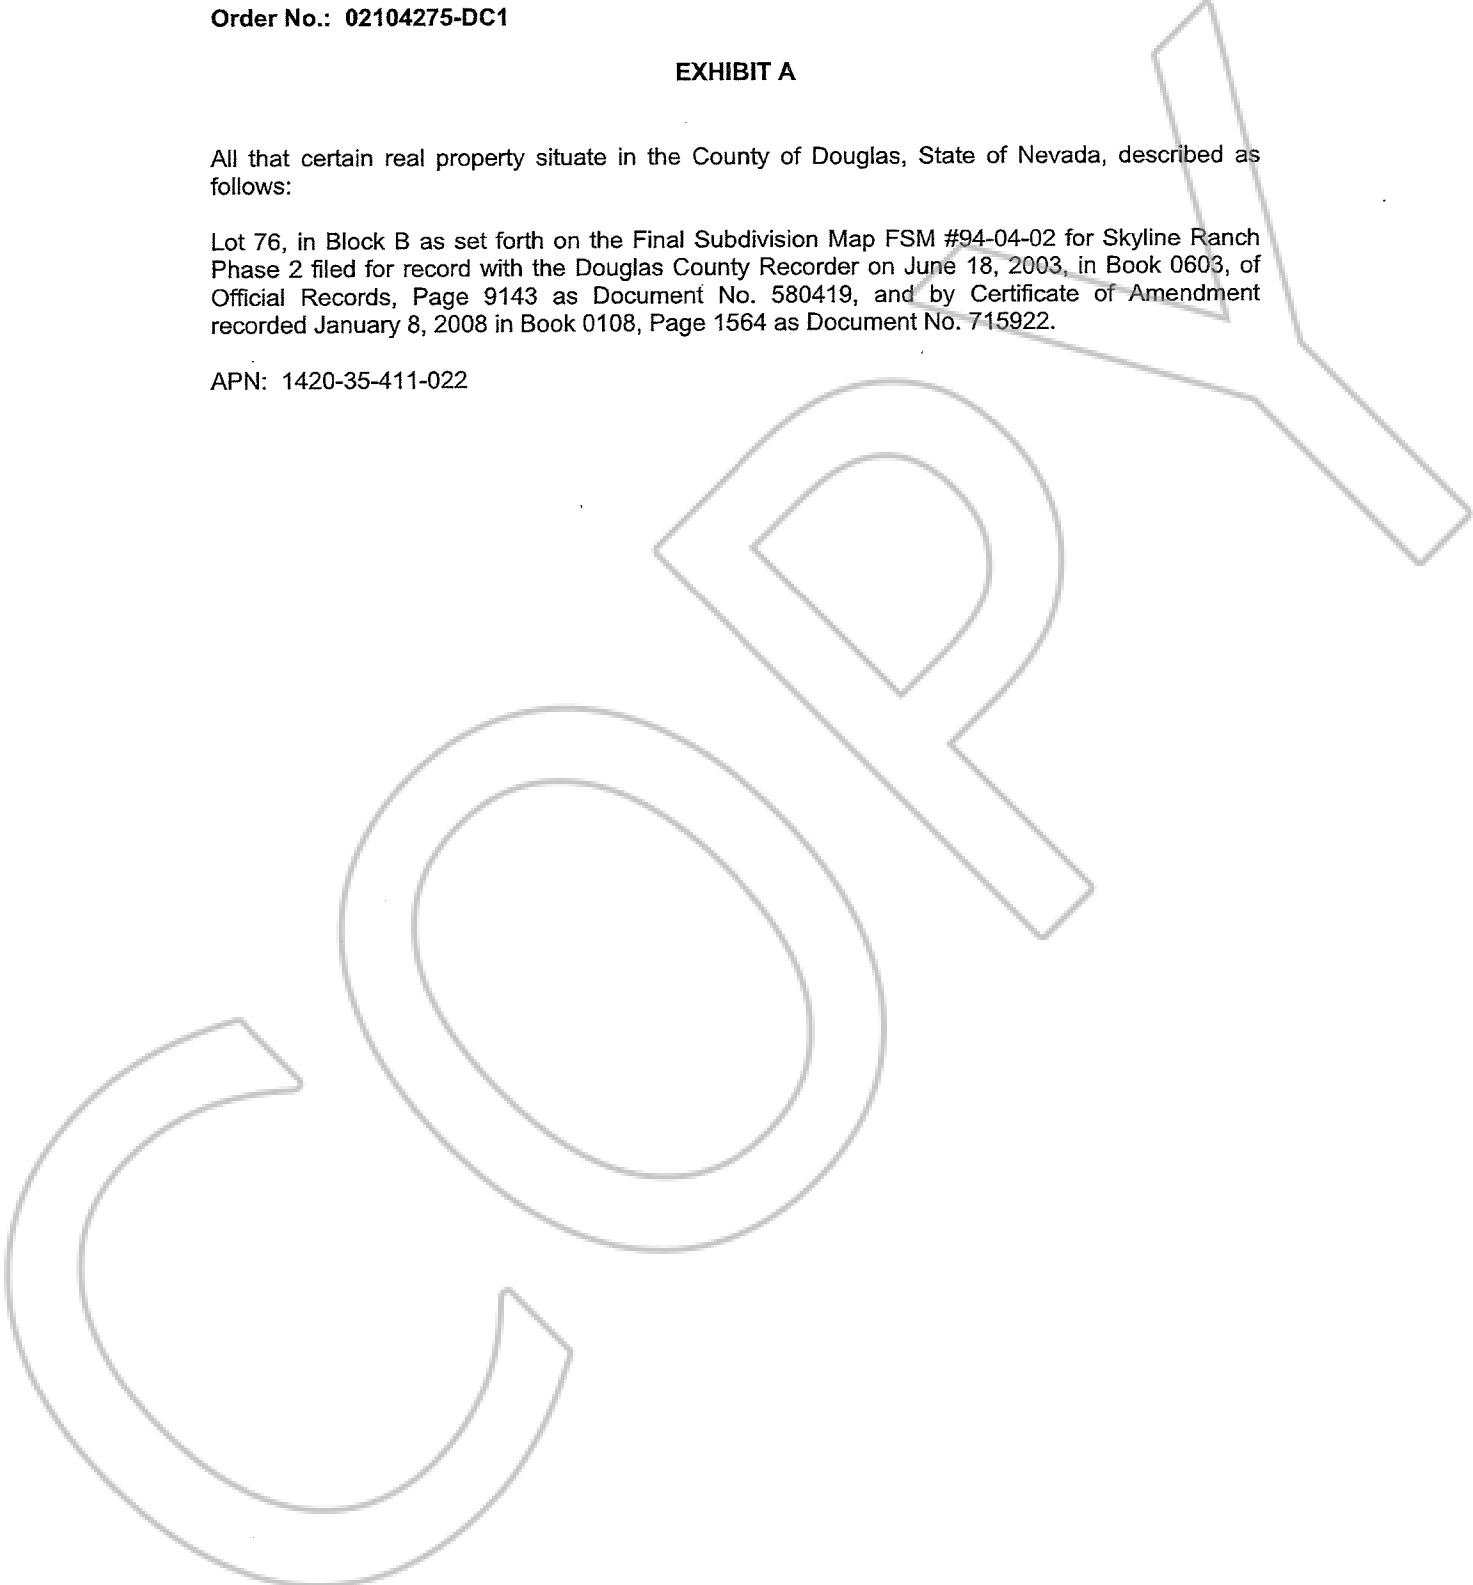 Order No.: 02104275-DC1
EXHIBIT A
All that certain real property situate in the County of Douglas, State of Nevada, described as
follows:
Lot 76, in Block B as set forth on the Final Subdivision Map FSM #94-04-02 for Skyline Ranch
Phase 2 filed for record with the Douglas County Recorder on June 18, 2003, in Book 0603, of
Official Records, Page 9143 as Document No. 580419, and by Certificate of Amendment
recorded January 8, 2008 in Book 0108, Page 1564 as Document No. 715922.
APN: 1420-35-411-022
COPY